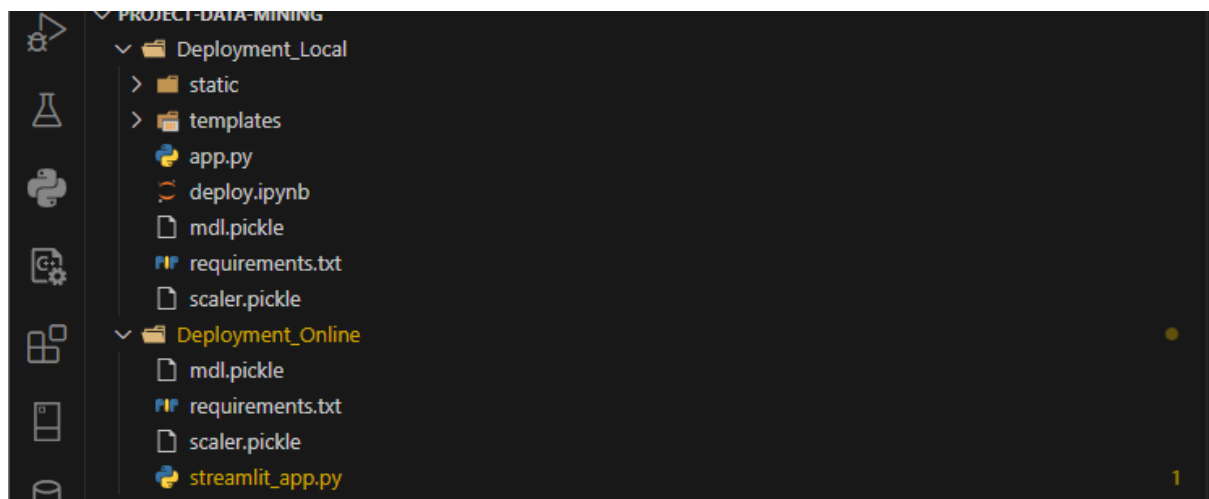 PROJECT-DATA-MINING
Deployment_Local
static
templates
app.py
deploy.ipynb
mdl.pickle
requirements.txt
scaler.pickle
Deployment_Online
mdl.pickle
requirements.txt
scaler.pickle
streamlit_app.py 1